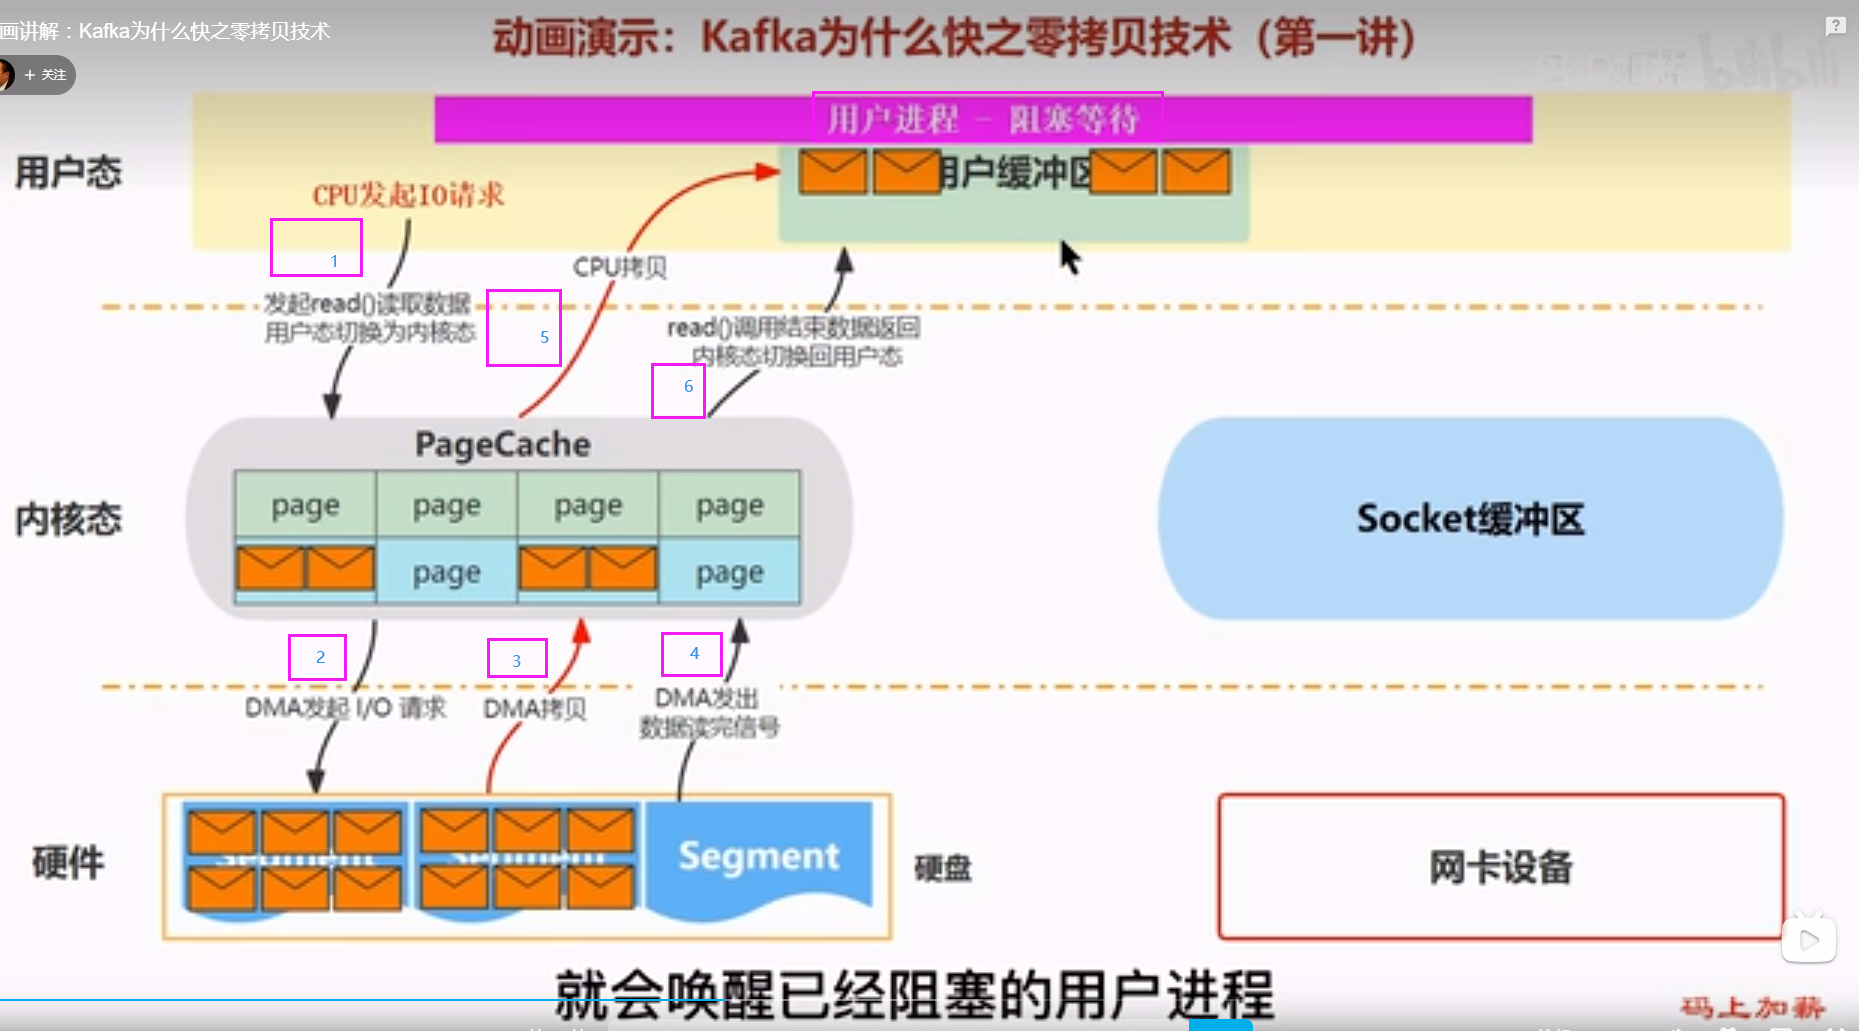 画讲解：Kafka为什么快之零拷贝技术
动画演示：Kafka为什么快之零拷贝技术（第一讲）
+ 关注
bilibili
用户进程 - 阻塞等待
用户态
用户缓冲区
CPU发起IO请求
1
CPU拷贝
发起read()读取数据
用户态切换为内核态
5
read()调用结束数据返回
内核态切换回用户态
6
PageCache
page page page page
page page
内核态
Socket缓冲区
2
3
4
DMA发起 I/O 请求
DMA拷贝
DMA发出
数据读完信号
硬件
Segment
硬盘
网卡设备
就会唤醒已经阻塞的用户进程
码上加薪